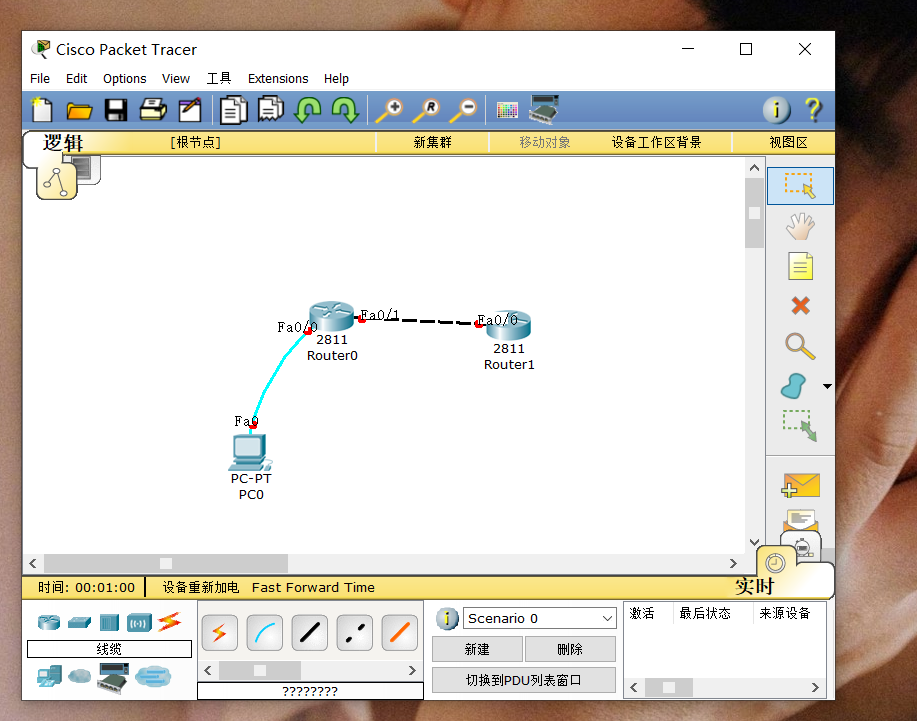 Cisco Packet Tracer
File Edit Options View 工具 Extensions Help
逻辑 [根节点] 新集群 移动对象 设备工作区背景 视图区
Fa0/0 Fa0/1 Fa0/0
2811 2811
Router0 Router1
Fa0
PC-PT
PC0
时间: 00:01:00 设备重新加电 Fast Forward Time 实时
Scenario 0 激活 最后状态 来源设备
线缆 新建 删除
切换到PDU列表窗口
????????